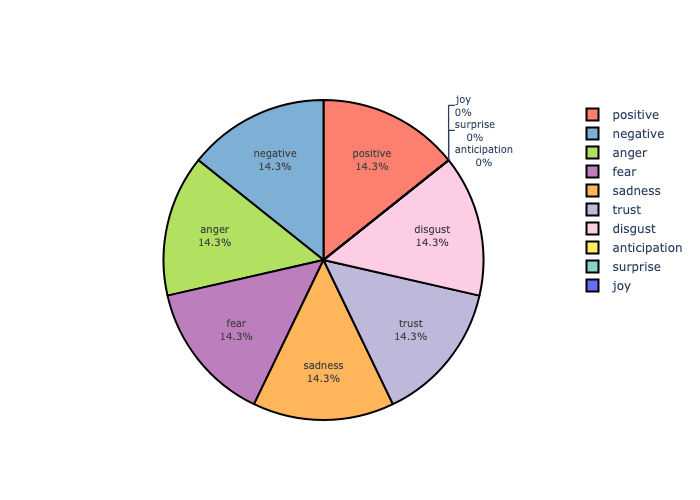 joy
0%
surprise
0%
anticipation
0%
positive
14.3%
negative
14.3%
anger
14.3%
disgust
14.3%
fear
14.3%
trust
14.3%
sadness
14.3%
positive
negative
anger
fear
sadness
trust
disgust
anticipation
surprise
joy